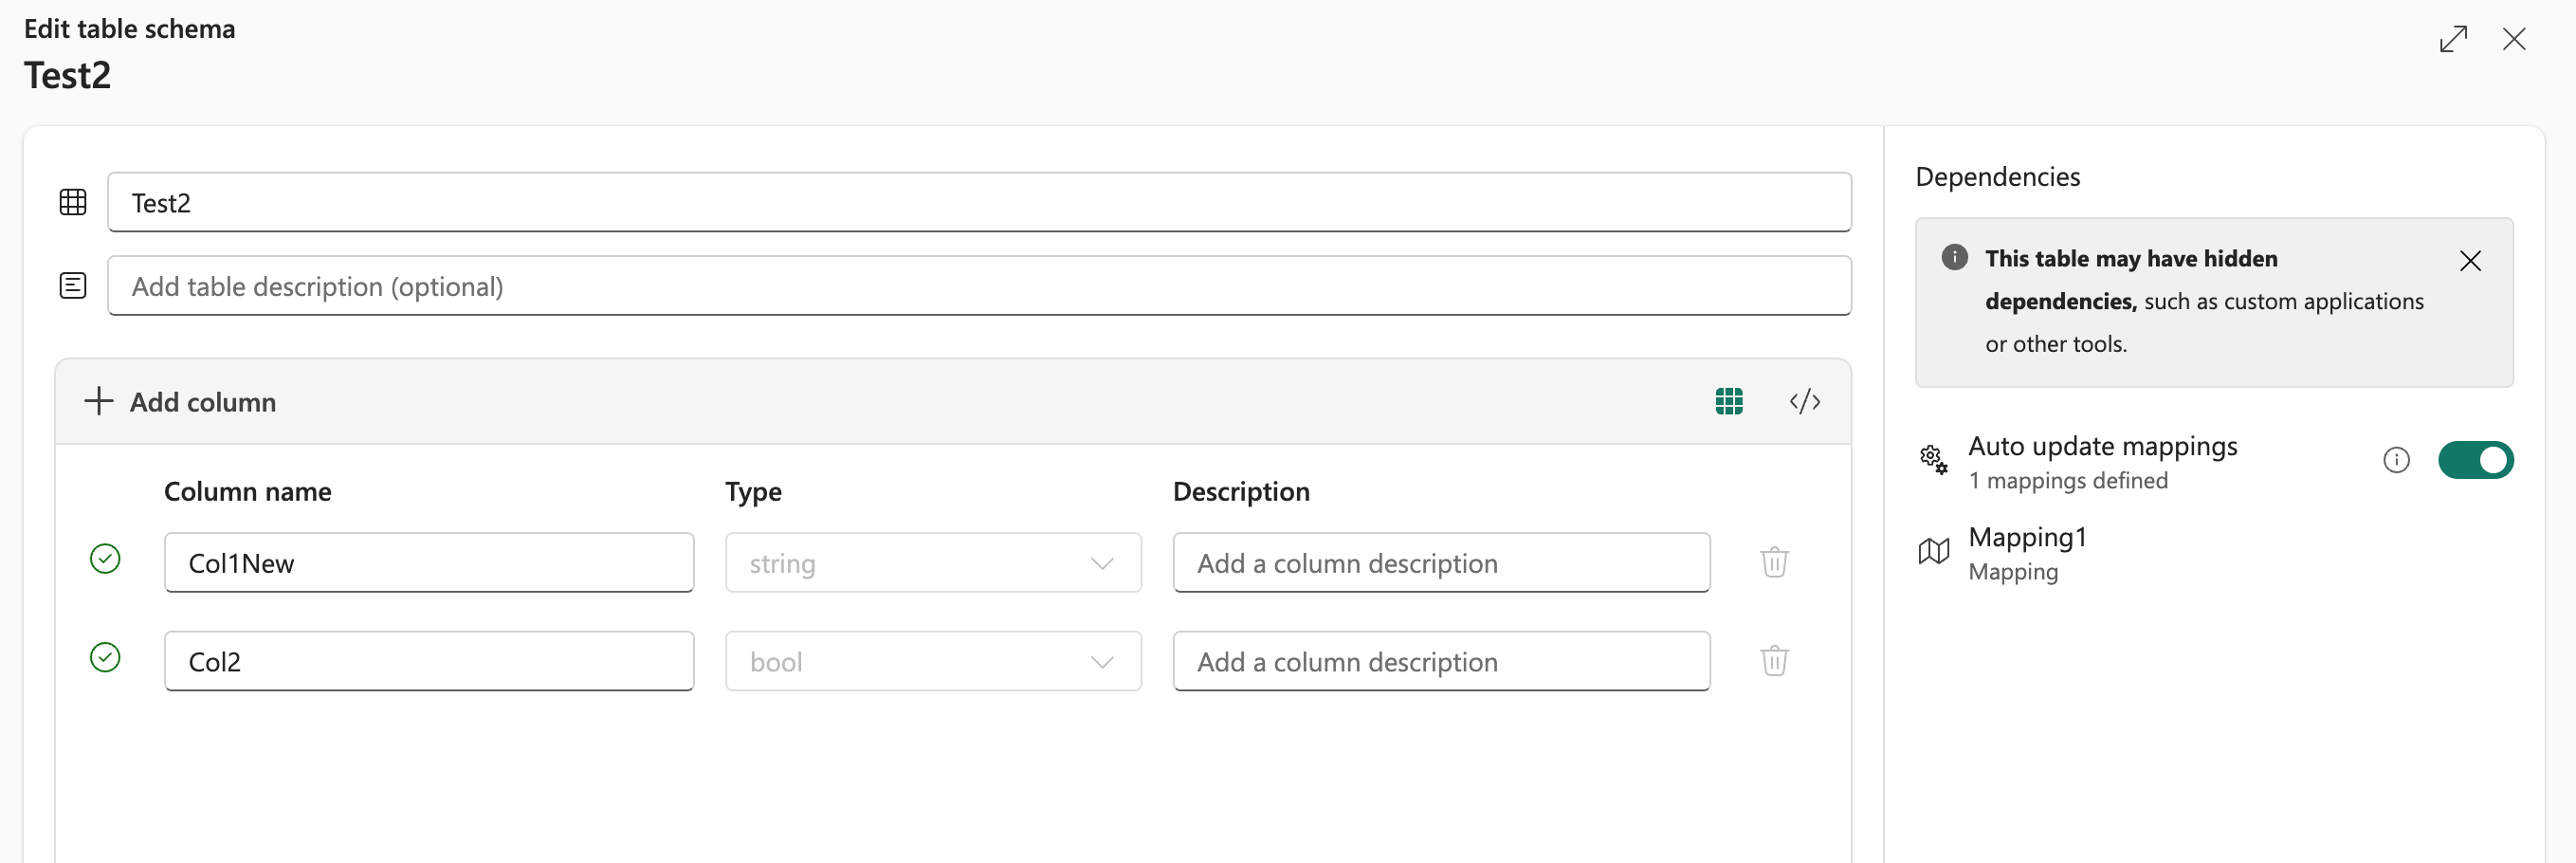 Edit table schema
Test2
Test2
Add table description (optional)
Add column
Column name Type Description
Col1New string Add a column description
Col2 bool Add a column description
Dependencies
This table may have hidden
dependencies, such as custom applications
or other tools.
Auto update mappings
1 mappings defined
Mapping1
Mapping